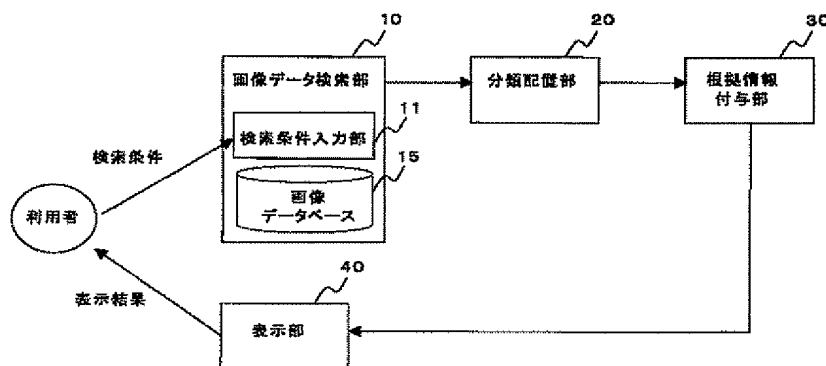 10
画像データ検索部
11
検索条件入力部
15
画像
データベース
20
分類配置部
30
根拠情報
付与部
検索条件
利用者
表示結果
40
表示部